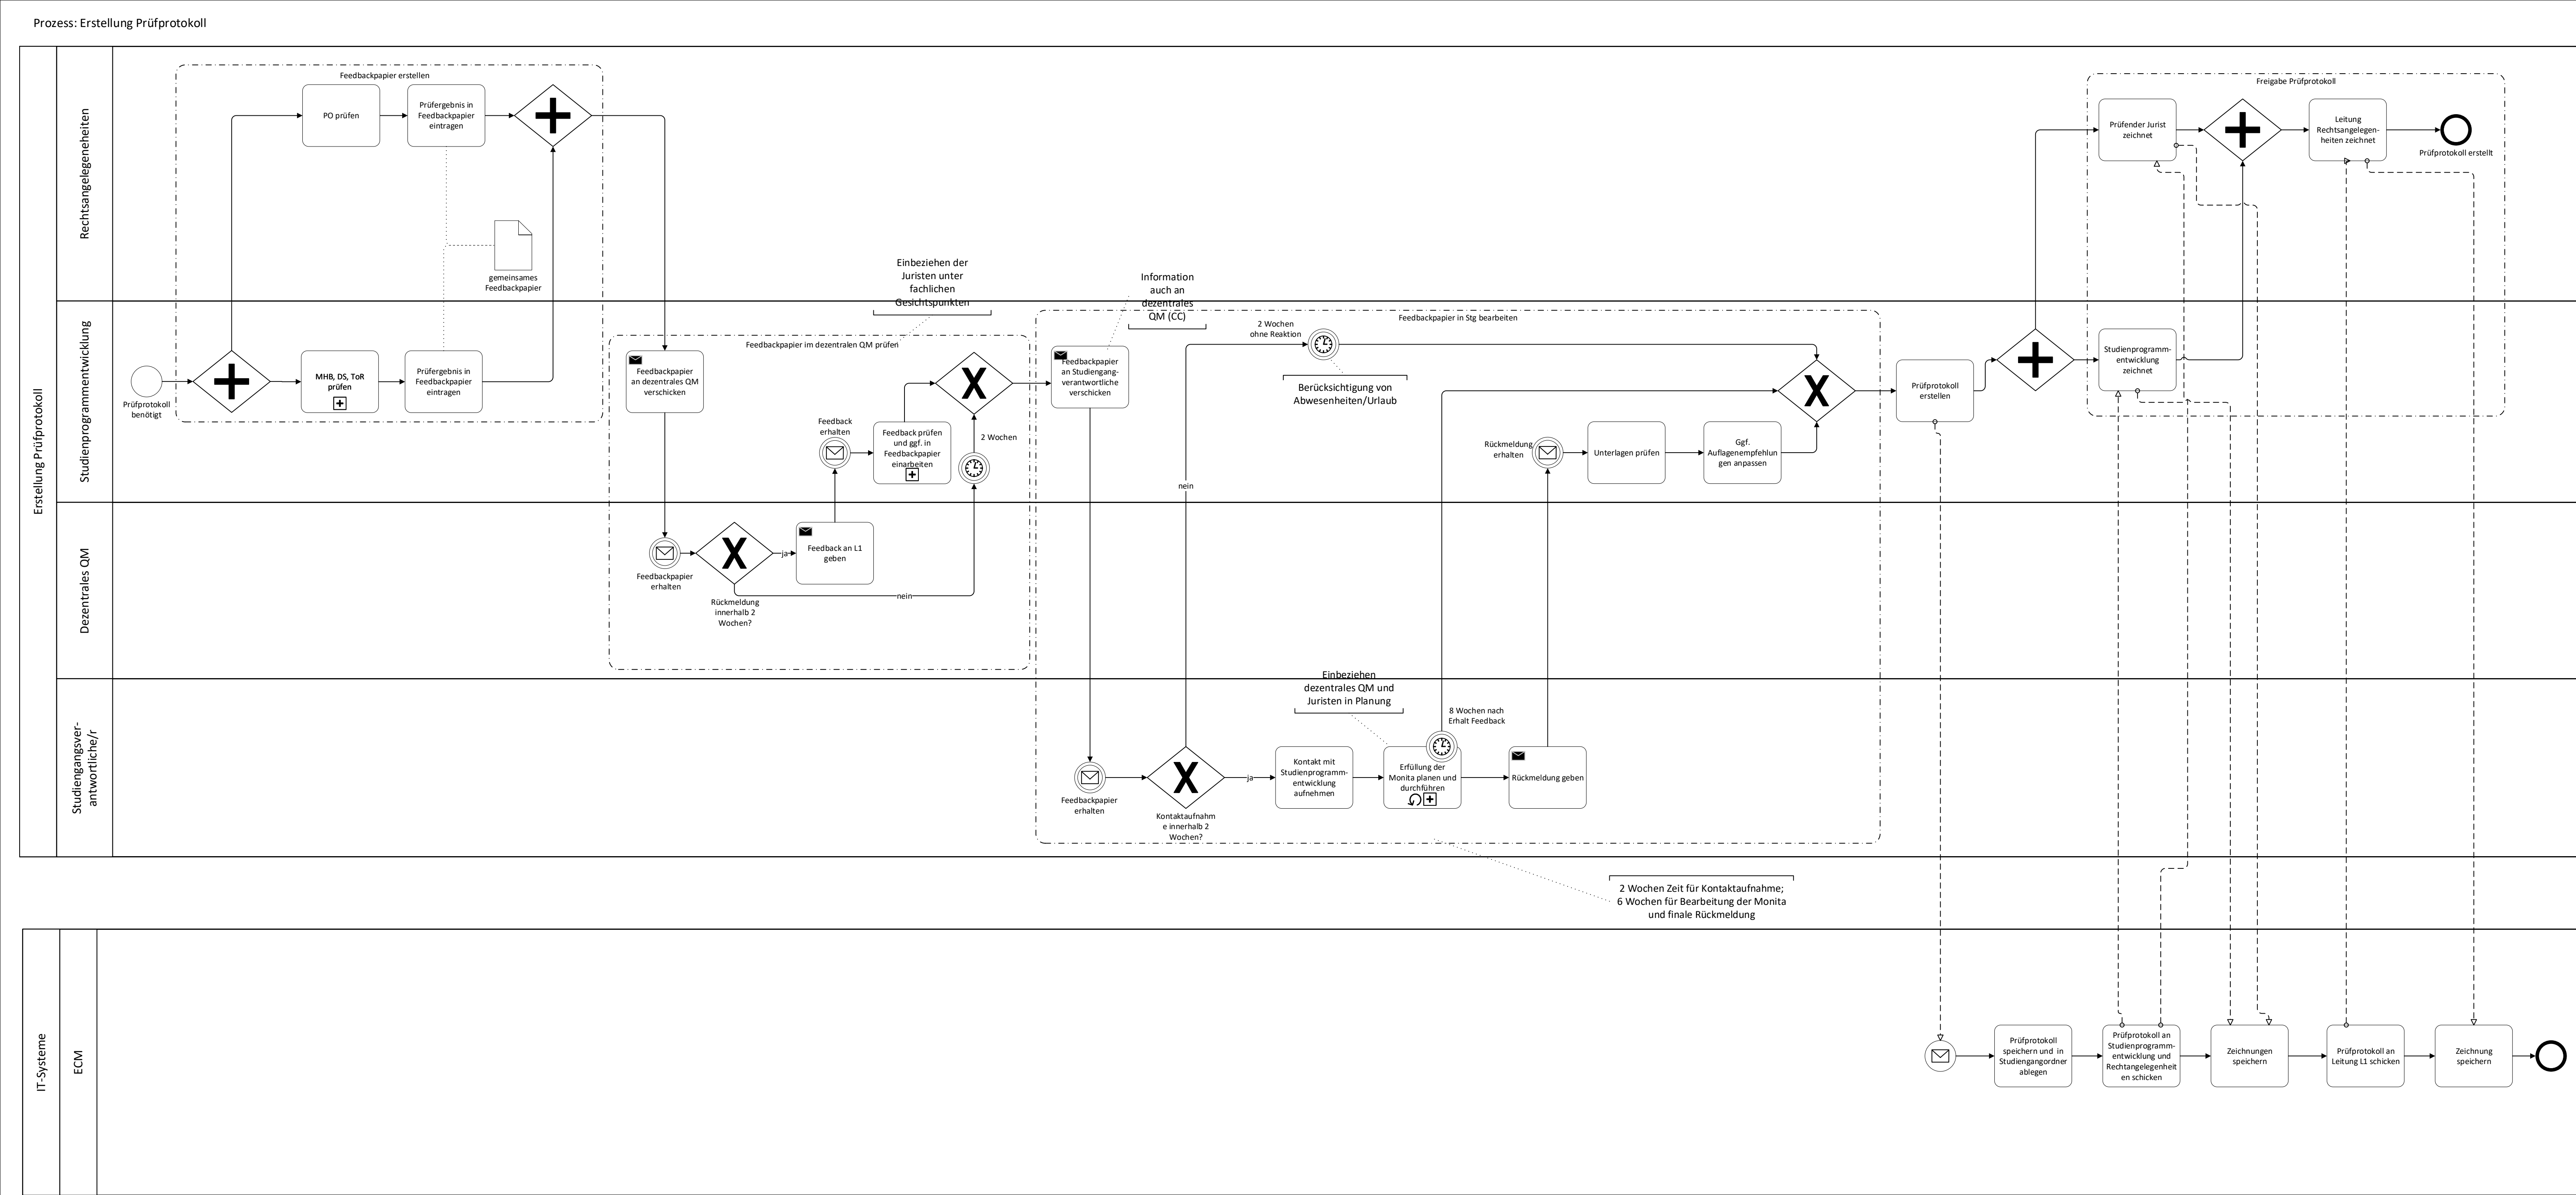 Prozess: Erstellung Prüfprotokoll
Erstellung Prüfprotokoll
Rechtsangelegeneheiten
Feedbackpapier erstellen
PO prüfen
Prüfergebnis in
Feedbackpapier
eintragen
gemeinsames
Feedbackpapier
Freigabe Prüfprotokoll
Prüfender Jurist
zeichnet
Leitung
Rechtsangelegen-
heiten zeichnet
Prüfprotokoll erstellt
Einbeziehen der
Juristen unter
fachlichen
Gesichtspunkten
Information
auch an
dezentrales
QM (CC)
Studienprogrammentwicklung
Prüfprotokoll
benötigt
MHB, DS, ToR
prüfen
Prüfergebnis in
Feedbackpapier
eintragen
Feedbackpapier im dezentralen QM prüfen
Feedbackpapier
an dezentrales QM
verschicken
Feedback
erhalten
Feedback prüfen
und ggf. in
Feedbackpapier
einarbeiten
2 Wochen
Feedbackpapier in Stg bearbeiten
Feedbackpapier
an Studiengang-
verantwortliche
verschicken
2 Wochen
ohne Reaktion
Berücksichtigung von
Abwesenheiten/Urlaub
nein
Rückmeldung
erhalten
Unterlagen prüfen
Ggf.
Auflagenempfehlun
gen anpassen
Prüfprotokoll
erstellen
Studienprogramm-
entwicklung
zeichnet
Dezentrales QM
Feedbackpapier
erhalten
Rückmeldung
innerhalb 2
Wochen?
ja
Feedback an L1
geben
nein
Studiengangsver-
antwortliche/r
Feedbackpapier
erhalten
Kontaktaufnahm
e innerhalb 2
Wochen?
ja
Kontakt mit
Studienprogramm-
entwicklung
aufnehmen
Einbeziehen
dezentrales QM und
Juristen in Planung
8 Wochen nach
Erhalt Feedback
Erfüllung der
Monita planen und
durchführen
Rückmeldung geben
2 Wochen Zeit für Kontaktaufnahme;
6 Wochen für Bearbeitung der Monita
und finale Rückmeldung
IT-Systeme
ECM
Prüfprotokoll
speichern und in
Studiengangordner
ablegen
Prüfprotokoll an
Studienprogramm-
entwicklung und
Rechtangelegenheit
en schicken
Zeichnungen
speichern
Prüfprotokoll an
Leitung L1 schicken
Zeichnung
speichern